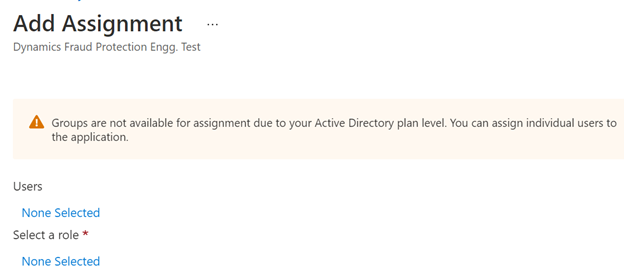 Add Assignment ...
Dynamics Fraud Protection Engg. Test
Groups are not available for assignment due to your Active Directory plan level. You can assign individual users to
the application.
Users
None Selected
Select a role *
None Selected